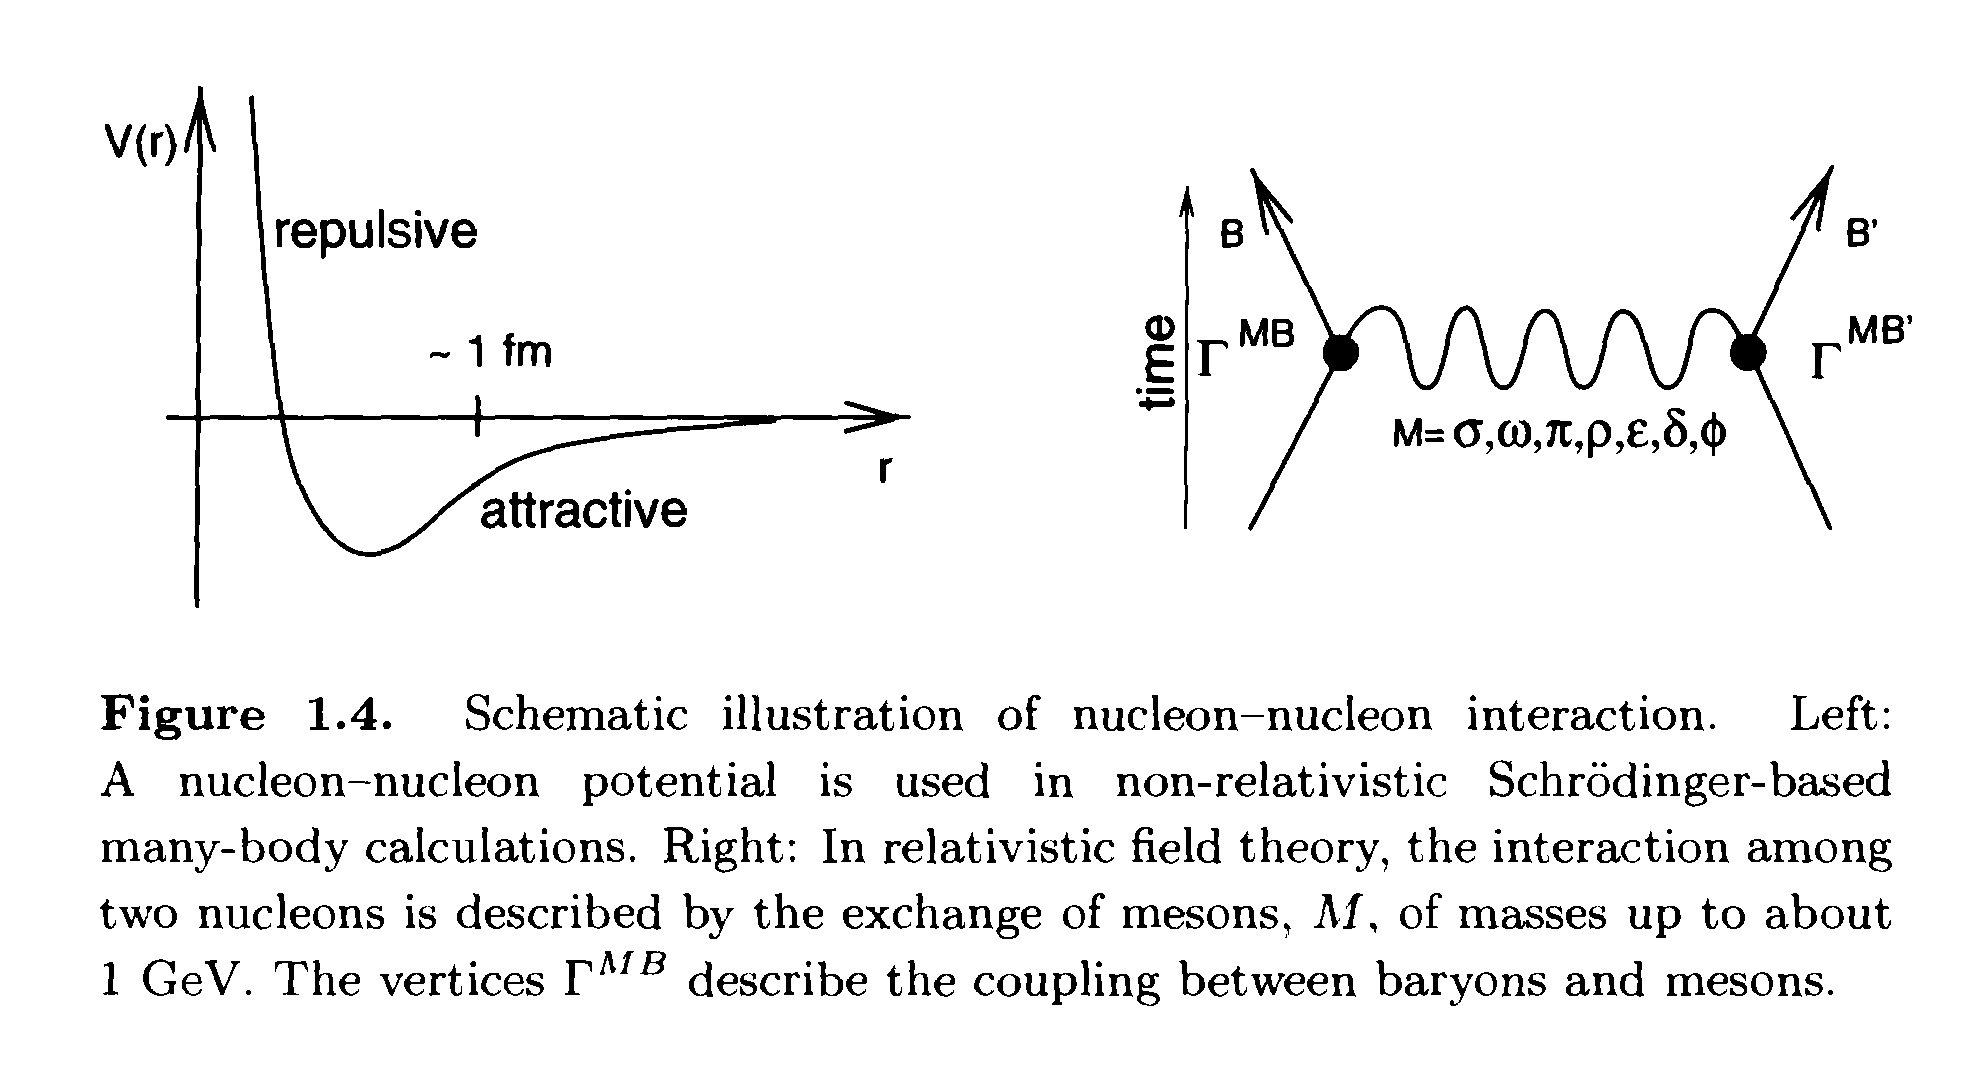 V(r)
repulsive
~ 1 fm
r
attractive
time
B
B'
Γ^MB
Γ^MB'
M= σ,ω,π,ρ,ε,δ,ϕ
Figure 1.4. Schematic illustration of nucleon–nucleon interaction. Left:
A nucleon–nucleon potential is used in non-relativistic Schrödinger-based
many-body calculations. Right: In relativistic field theory, the interaction among
two nucleons is described by the exchange of mesons, M, of masses up to about
1 GeV. The vertices Γ^MB describe the coupling between baryons and mesons.